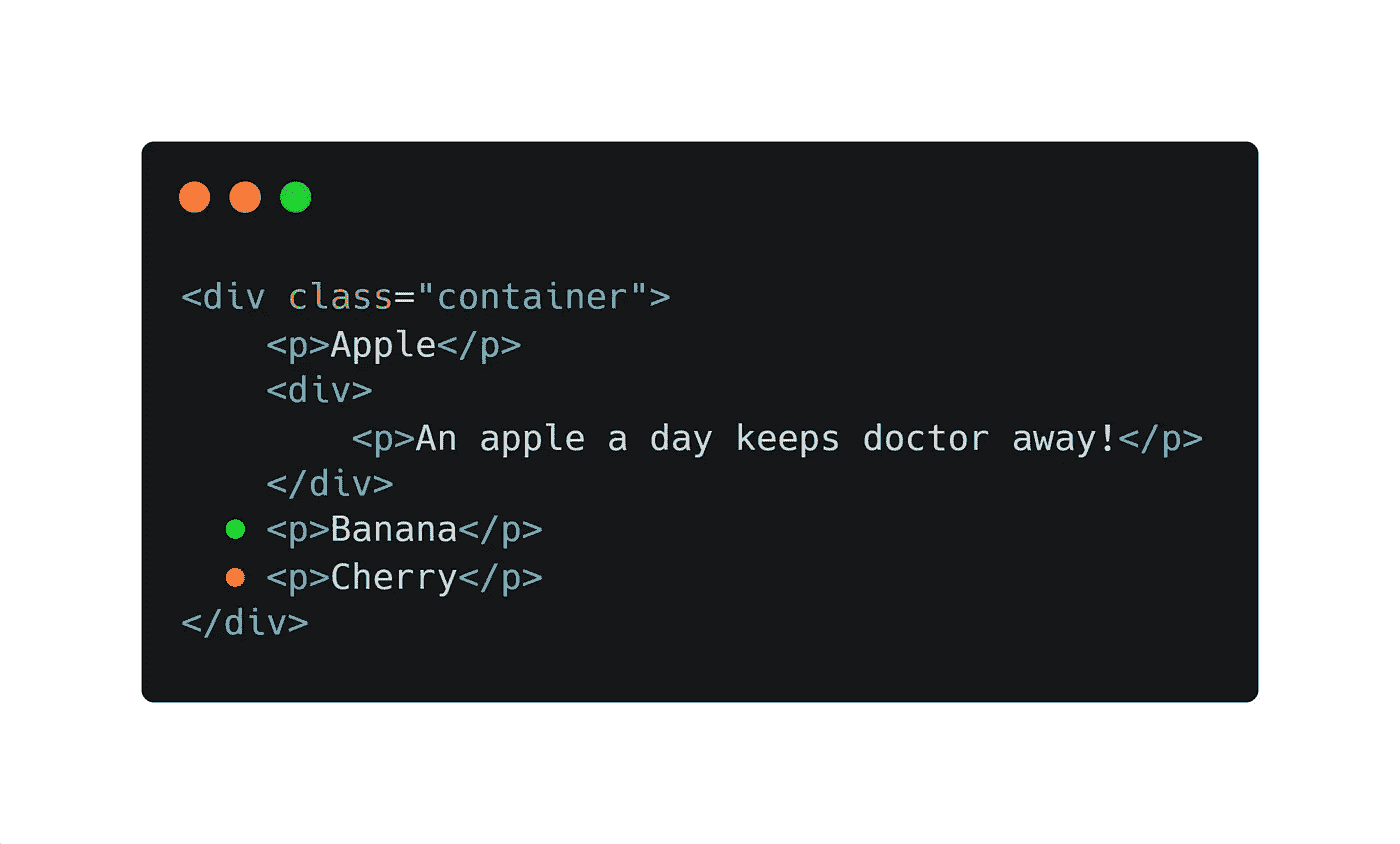 <div class="container">
    <p>Apple</p>
    <div>
        <p>An apple a day keeps doctor away!</p>
    </div>
    <p>Banana</p>
    <p>Cherry</p>
</div>